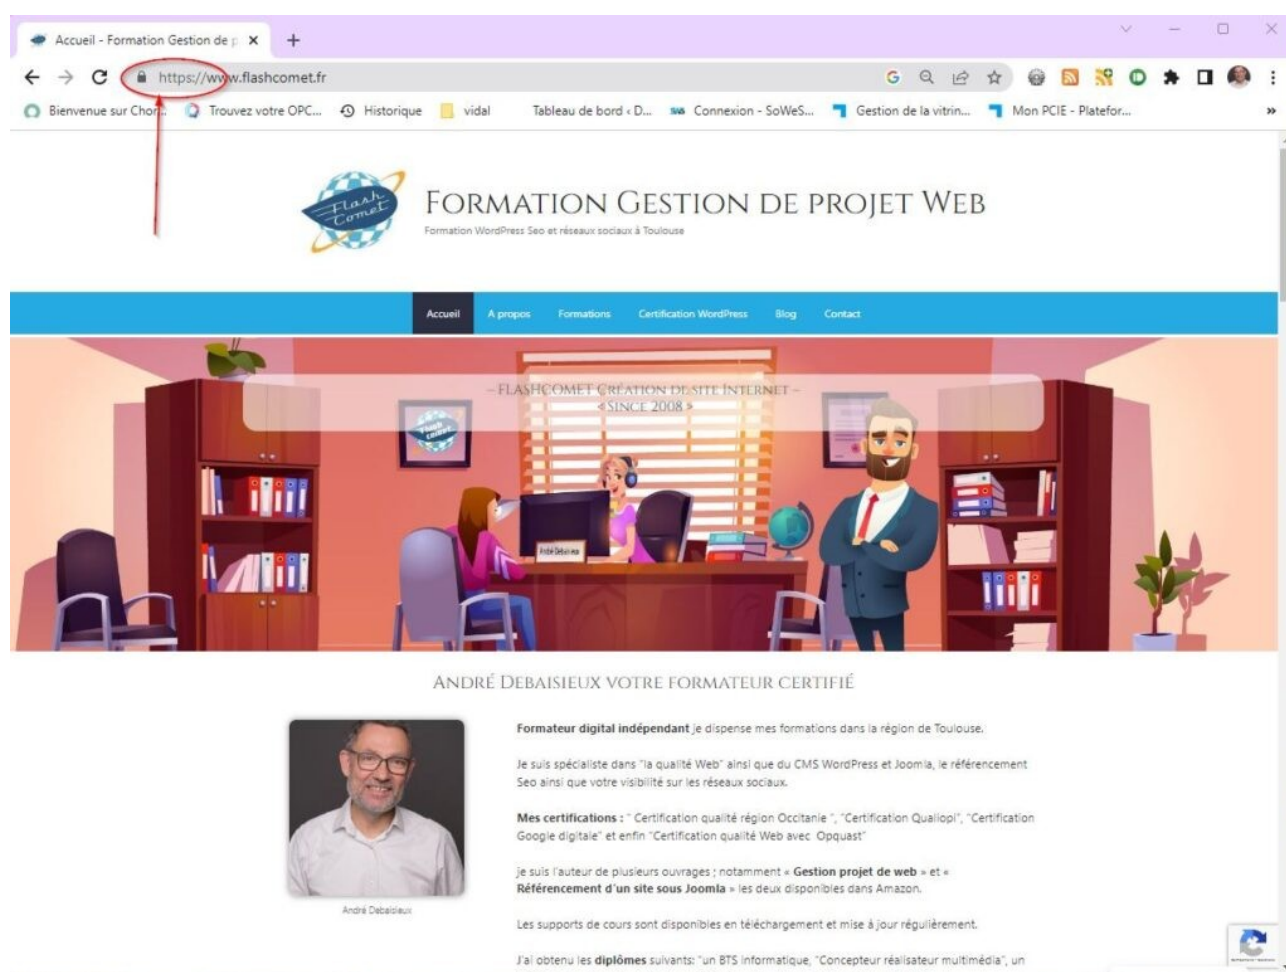 Accueil - Formation Gestion de p
https://www.flashcomet.fr
Bienvenue sur Chor... Trouvez votre OPC... Historique vidal Tableau de bord < D... Connexion - SoWeS... Gestion de la vitrin... Mon PCIE - Platefor... »
Flash Comet
Formation Gestion de projet Web
Formation WordPress Seo et réseaux sociaux à Toulouse
Accueil A propos Formations Certification WordPress Blog Contact
– FLASHCOMET Création de site Internet –
« Since 2008 »
Flash Comet
André Debaisieux
André Debaisieux votre formateur certifié
Formateur digital indépendant je dispense mes formations dans la région de Toulouse.
Je suis spécialiste dans "la qualité Web" ainsi que du CMS WordPress et Joomla, le référencement
Seo ainsi que votre visibilité sur les réseaux sociaux.
Mes certifications : " Certification qualité région Occitanie ", "Certification Qualiopi", "Certification
Google digitale" et enfin "Certification qualité Web avec Opquast"
je suis l'auteur de plusieurs ouvrages ; notamment « Gestion projet de web » et «
Référencement d'un site sous Joomla » les deux disponibles dans Amazon.
André Debaisieux
Les supports de cours sont disponibles en téléchargement et mise à jour régulièrement.
J'ai obtenu les diplômes suivants: "un BTS informatique, "Concepteur réalisateur multimédia", un